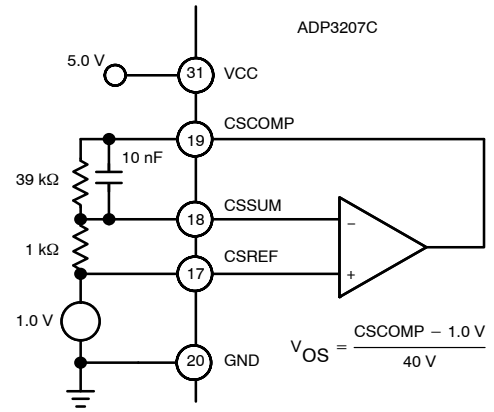 ADP3207C
5.0 V
31
VCC
CSCOMP
19
10 nF
39 kΩ
CSSUM
18
−
1 kΩ
CSREF
17
+
1.0 V
20
GND
VOS = CSCOMP − 1.0 V
40 V